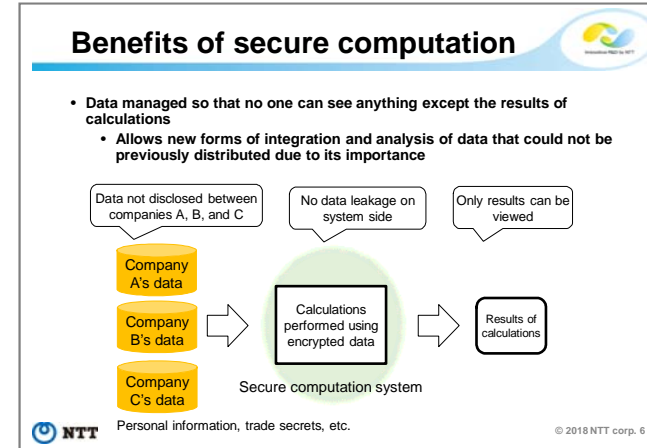 Benefits of secure computation
Innovative R&D by NTT
• Data managed so that no one can see anything except the results of
calculations
• Allows new forms of integration and analysis of data that could not be
previously distributed due to its importance
Data not disclosed between
companies A, B, and C
No data leakage on
system side
Only results can be
viewed
Company
A's data
Company
B's data
Company
C's data
Calculations
performed using
encrypted data
Results of
calculations
Secure computation system
Personal information, trade secrets, etc.
NTT
© 2018 NTT corp. 6